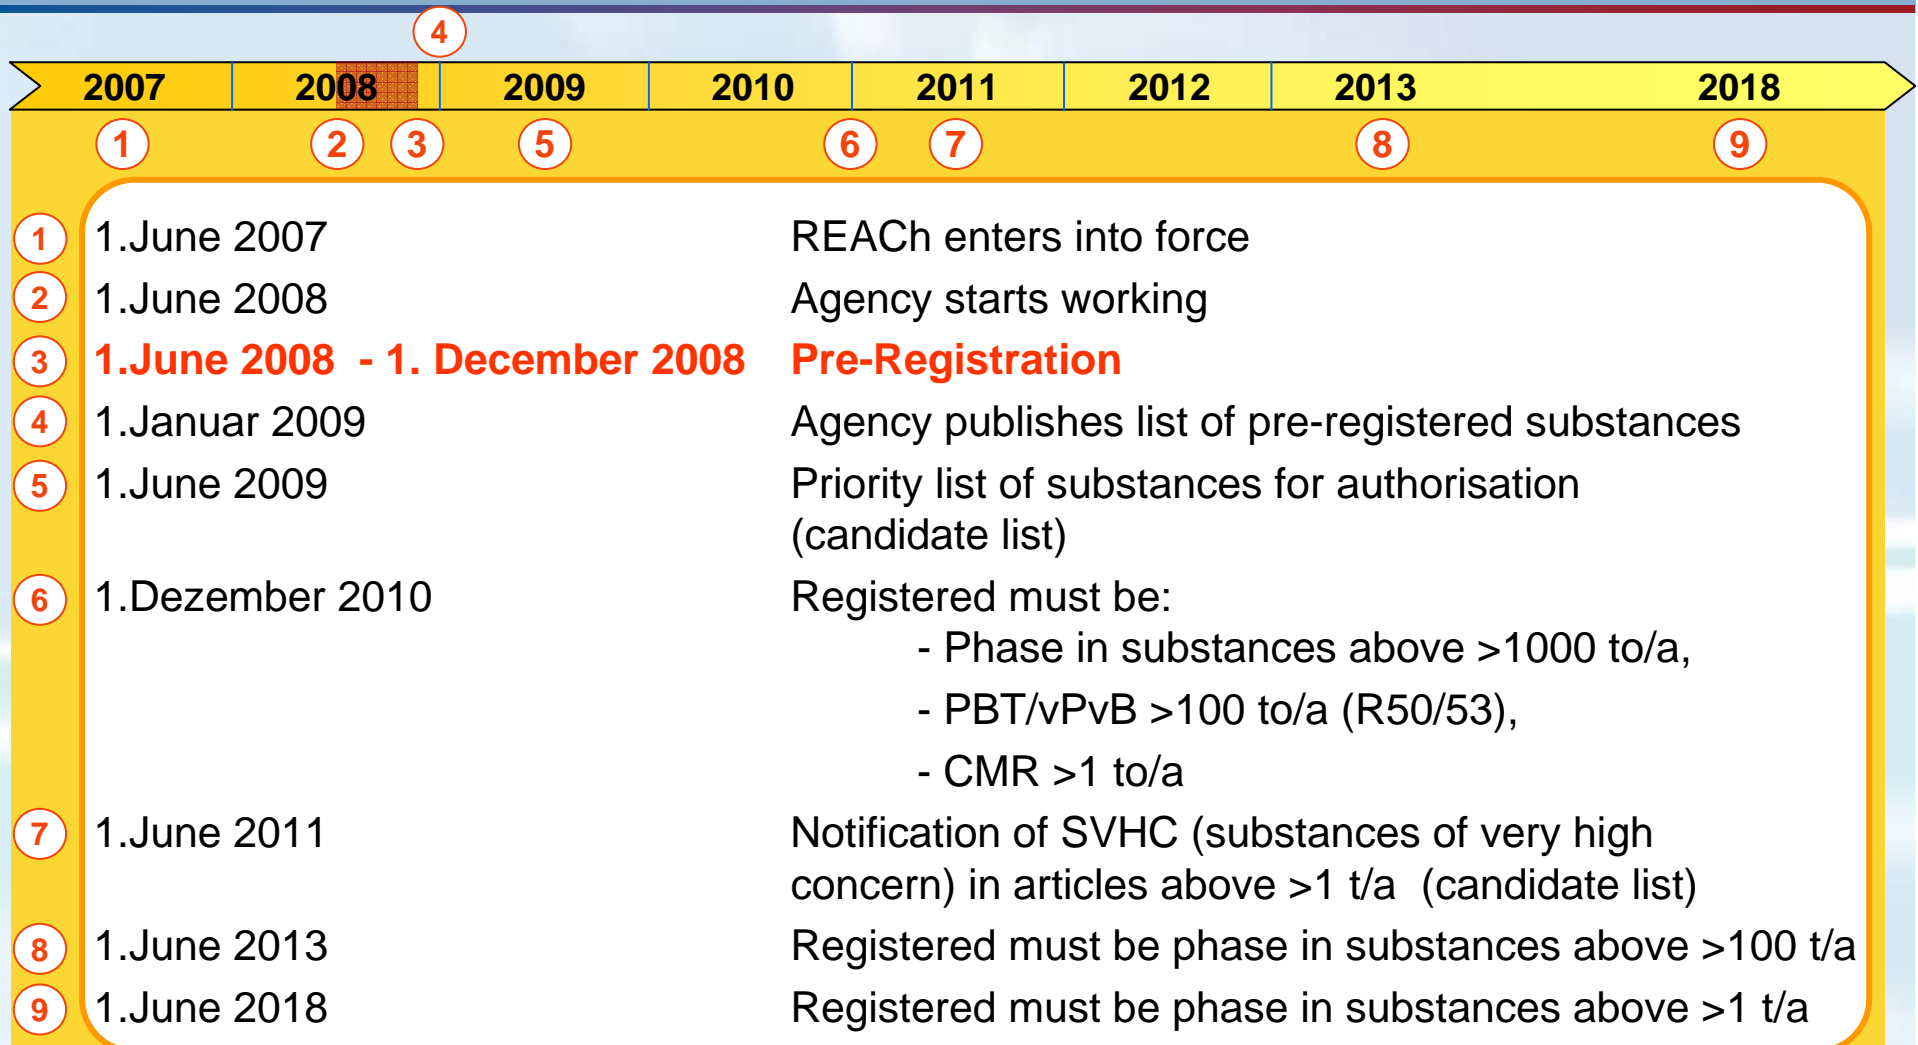 4
2007 2008 2009 2010 2011 2012 2013 2018
1 2 3 5 6 7 8 9
1 1.June 2007 REACh enters into force
2 1.June 2008 Agency starts working
3 1.June 2008 - 1. December 2008 Pre-Registration
4 1.Januar 2009 Agency publishes list of pre-registered substances
5 1.June 2009 Priority list of substances for authorisation
(candidate list)
6 1.Dezember 2010 Registered must be:
- Phase in substances above >1000 to/a,
- PBT/vPvB >100 to/a (R50/53),
- CMR >1 to/a
7 1.June 2011 Notification of SVHC (substances of very high
concern) in articles above >1 t/a (candidate list)
8 1.June 2013 Registered must be phase in substances above >100 t/a
9 1.June 2018 Registered must be phase in substances above >1 t/a